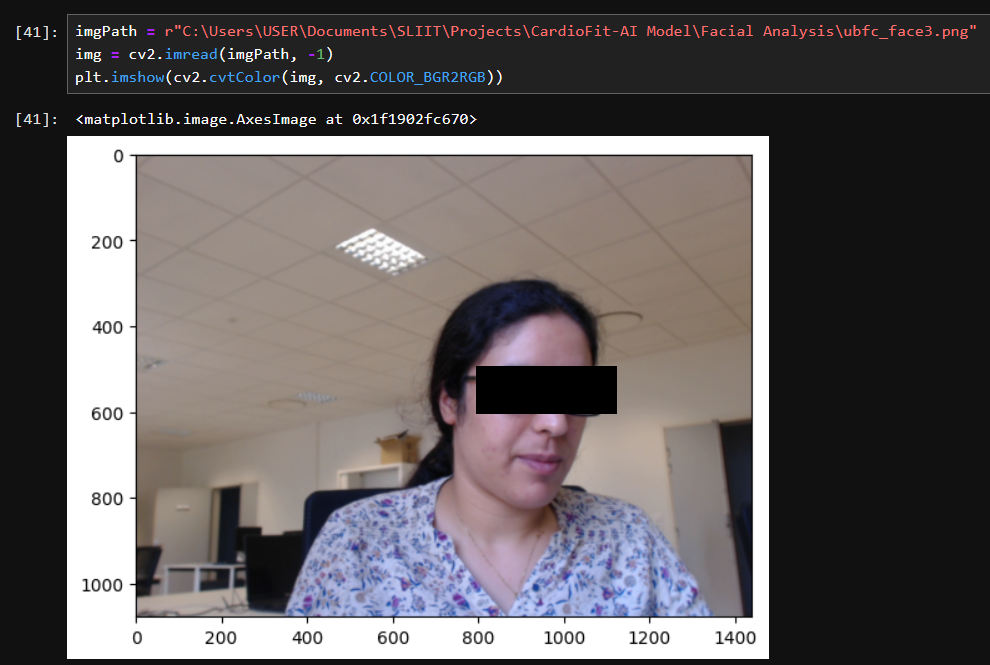 [41]: imgPath = r"C:\Users\USER\Documents\SLIIT\Projects\CardioFit-AI Model\Facial Analysis\ubfc_face3.png"
img = cv2.imread(imgPath, -1)
plt.imshow(cv2.cvtColor(img, cv2.COLOR_BGR2RGB))
[41]: <matplotlib.image.AxesImage at 0x1f1902fc670>
0
200
400
600
800
1000
0 200 400 600 800 1000 1200 1400